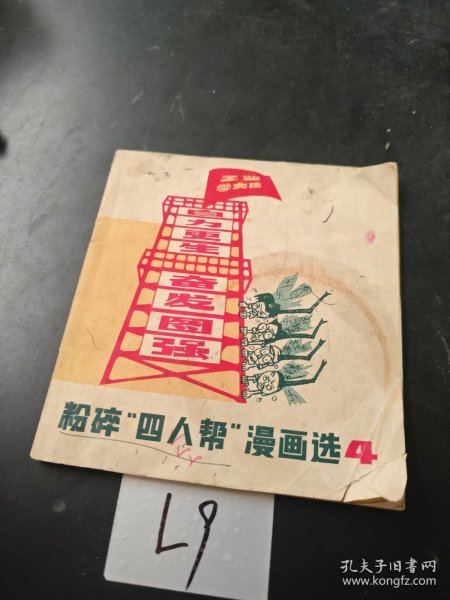 工业
学大庆
自力更生
奋发图强
粉碎“四人帮”漫画选4
L9
孔夫子旧书网
www.kongfz.com